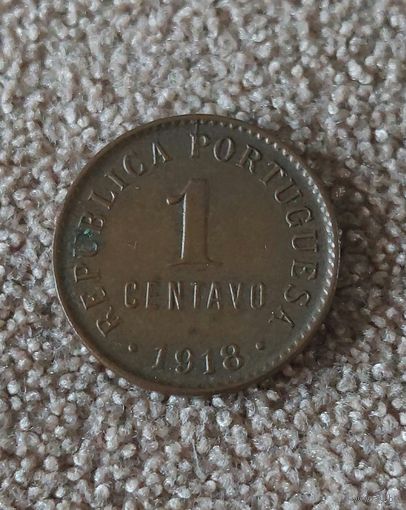 REPUBLICA PORTUGUESA
1
CENTAVO
• 1918 •